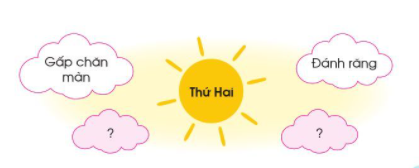 Gấp chăn
màn
Đánh răng
Thứ Hai
?
?